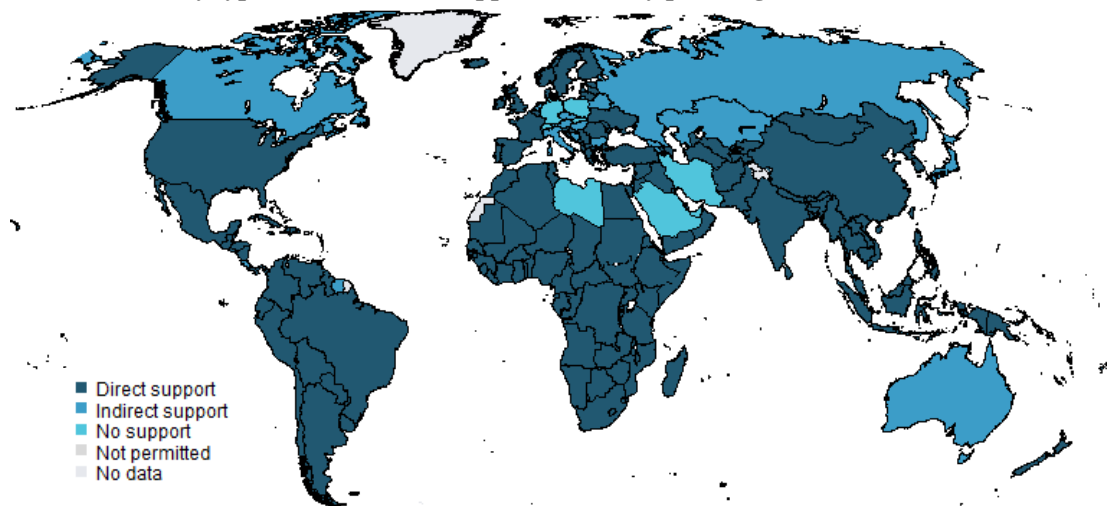 Direct support
Indirect support
No support
Not permitted
No data